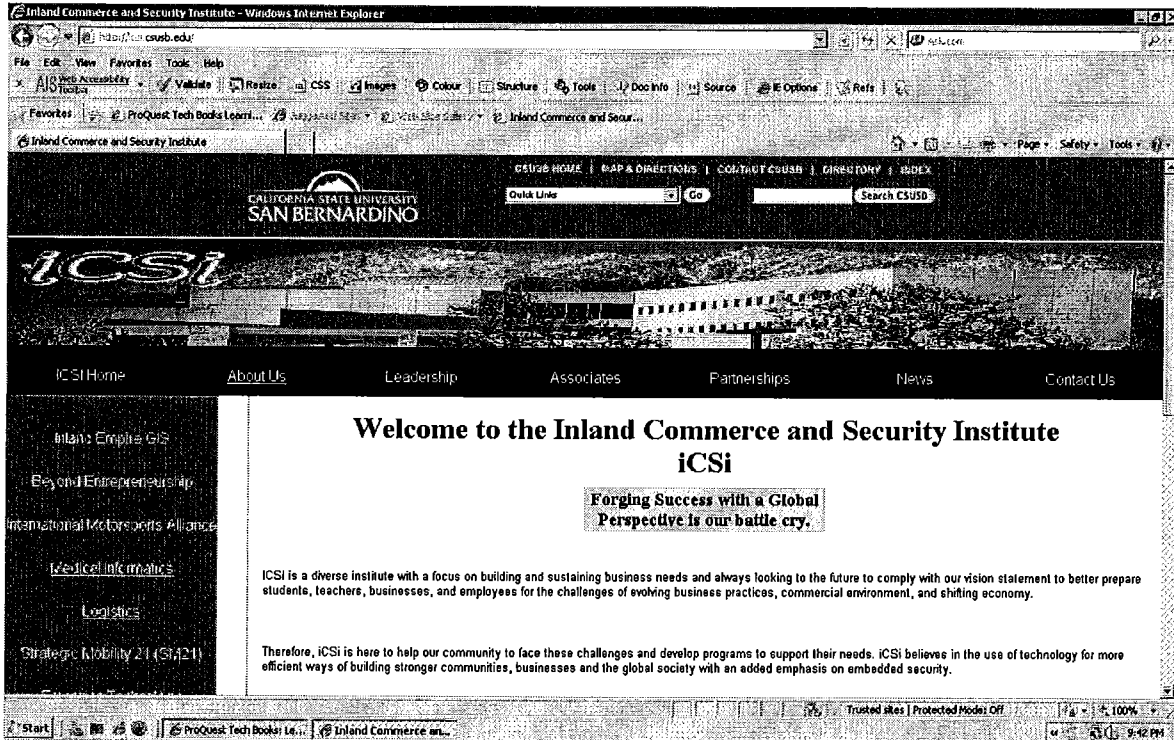 Inland Commerce and Security Institute - Windows Internet Explorer
csusb.edu/
File Edit View Favorites Tools Help
AIS Web Accessibility Toolbar Validate Resize CSS Images Colour Structure Tools Doc Info Source IE Options Refs
Favorites ProQuest Tech Books Learni... Inland Commerce and Secur...
Inland Commerce and Security Institute Page Safety Tools
CSUSB HOME | MAP & DIRECTIONS | CONTACT CSUSB | DIRECTORY | INDEX
Quick Links Go Search CSUSB
CALIFORNIA STATE UNIVERSITY
SAN BERNARDINO
iCSi
ICSI Home About Us Leadership Associates Partnerships News Contact Us
Inland Empire GIS
Beyond Entrepreneurship
International Motorsports Alliance
Medical Informatics
Logistics
Strategic Mobility 21 (SM21)
Welcome to the Inland Commerce and Security Institute
iCSi
Forging Success with a Global
Perspective is our battle cry.
ICSI is a diverse institute with a focus on building and sustaining business needs and always looking to the future to comply with our vision statement to better prepare
students, teachers, businesses, and employees for the challenges of evolving business practices, commercial environment, and shifting economy.
Therefore, iCSi is here to help our community to face these challenges and develop programs to support their needs. iCSi believes in the use of technology for more
efficient ways of building stronger communities, businesses and the global society with an added emphasis on embedded security.
Trusted sites | Protected Mode: Off 100%
Start ProQuest Tech Books: Le... Inland Commerce an... 9:42 PM